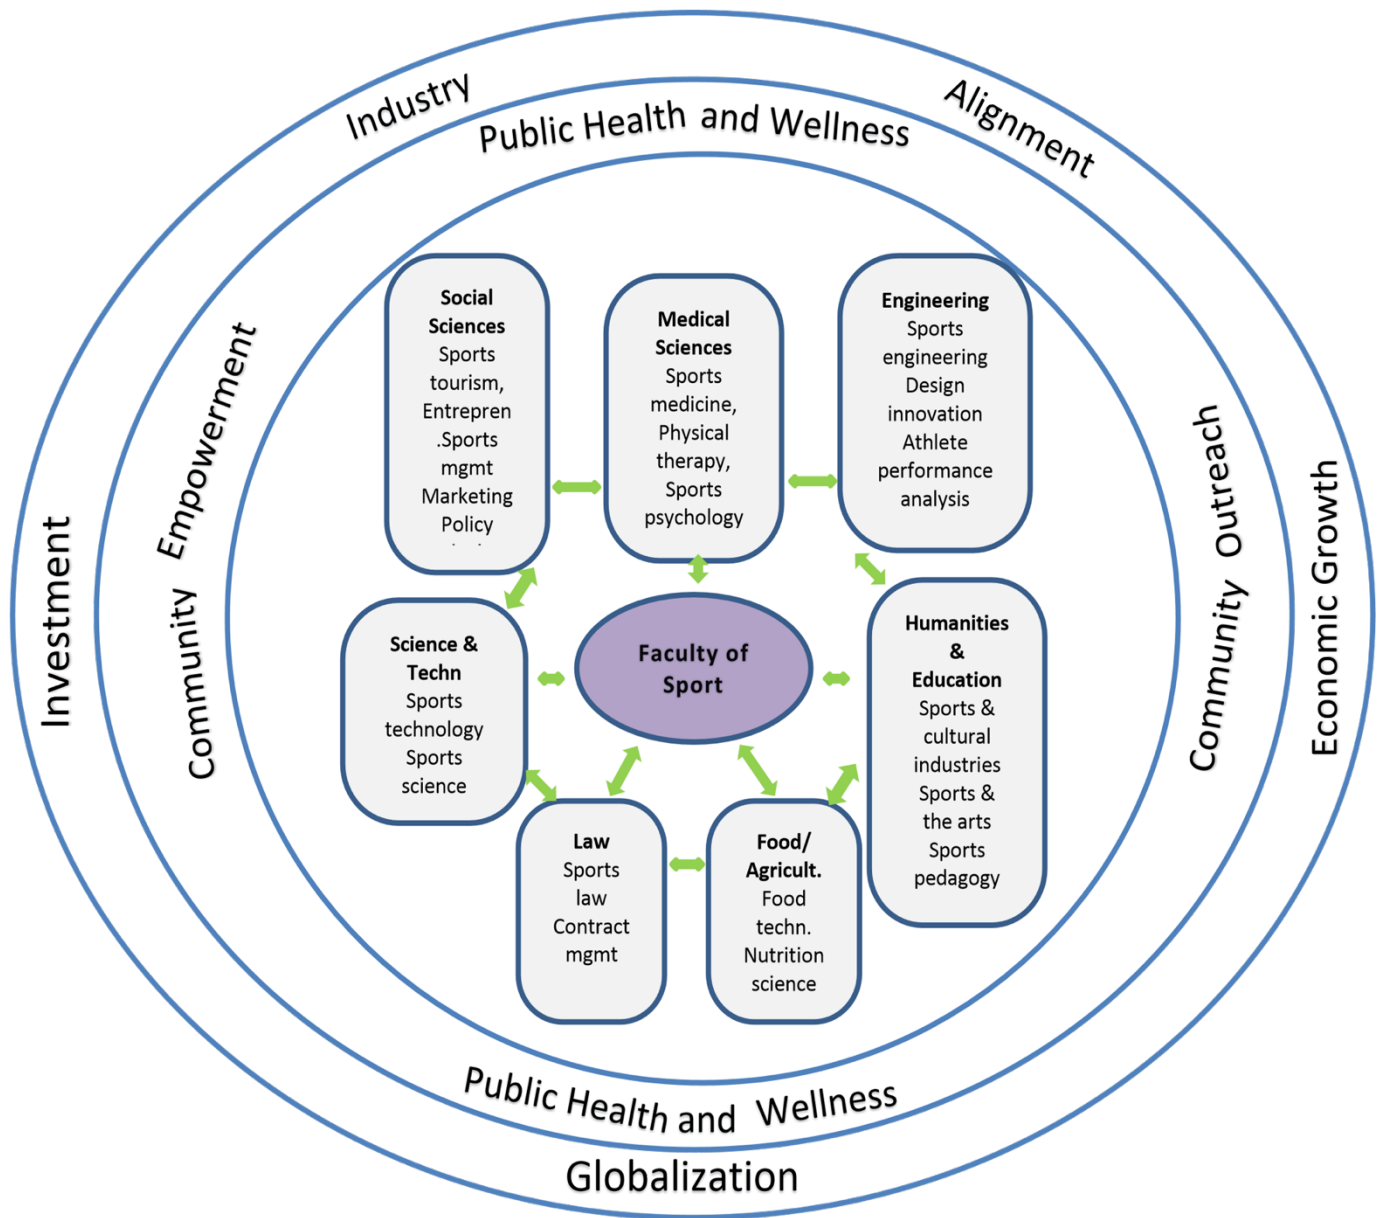 Industry
Alignment
Public Health and Wellness
Community Empowerment
Investment
Community Outreach
Economic Growth
Social
Sciences
Sports
tourism,
Entrepren
.Sports
mgmt
Marketing
Policy
Medical
Sciences
Sports
medicine,
Physical
therapy,
Sports
psychology
Engineering
Sports
engineering
Design
innovation
Athlete
performance
analysis
Science &
Techn
Sports
technology
Sports
science
Faculty of
Sport
Humanities
&
Education
Sports &
cultural
industries
Sports &
the arts
Sports
pedagogy
Law
Sports
law
Contract
mgmt
Food/
Agricult.
Food
techn.
Nutrition
science
Public Health and Wellness
Globalization